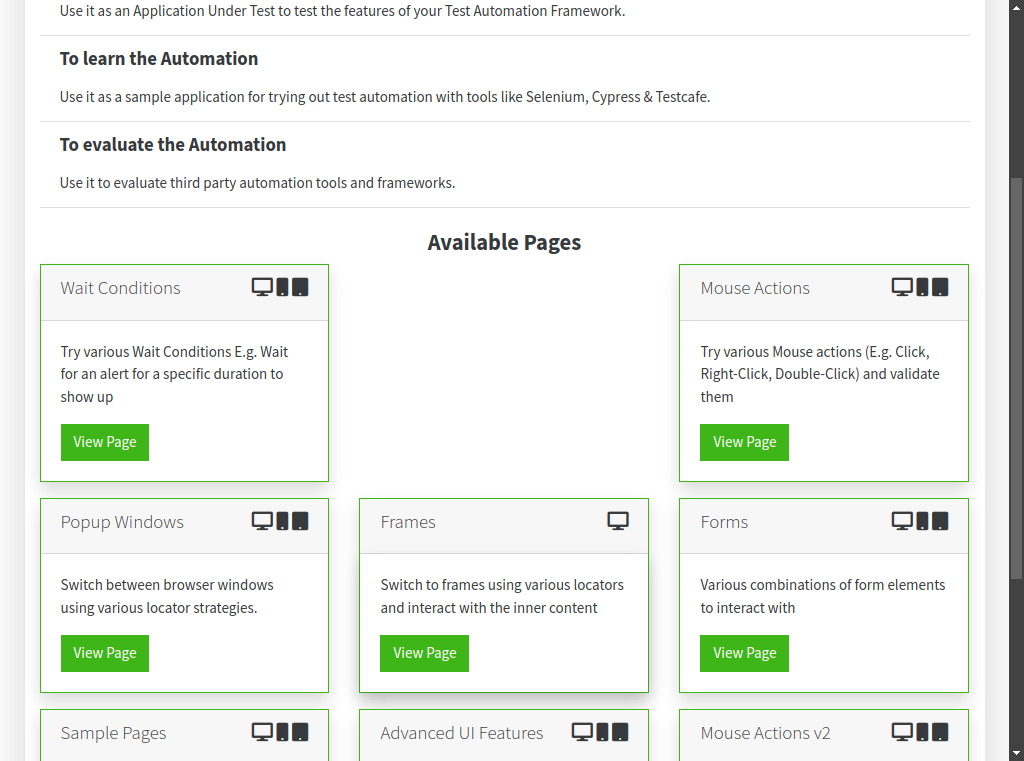 Use it as an Application Under Test to test the features of your Test Automation Framework.
To learn the Automation
Use it as a sample application for trying out test automation with tools like Selenium, Cypress & Testcafe.
To evaluate the Automation
Use it to evaluate third party automation tools and frameworks.
Available Pages
Wait Conditions
Try various Wait Conditions E.g. Wait
for an alert for a specific duration to
show up
View Page
Mouse Actions
Try various Mouse actions (E.g. Click,
Right-Click, Double-Click) and validate
them
View Page
Popup Windows
Switch between browser windows
using various locator strategies.
View Page
Frames
Switch to frames using various locators
and interact with the inner content
View Page
Forms
Various combinations of form elements
to interact with
View Page
Sample Pages
Advanced UI Features
Mouse Actions v2